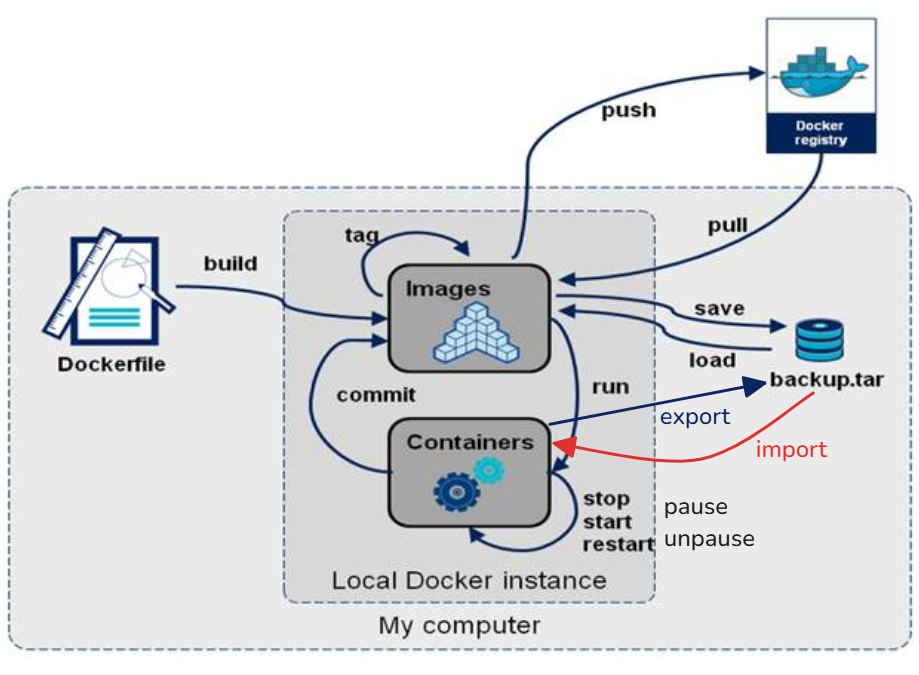 push
Docker
registry
pull
tag
build
Images
save
load
Dockerfile
backup.tar
commit
run
export
import
Containers
stop
start
restart
pause
unpause
Local Docker instance
My computer